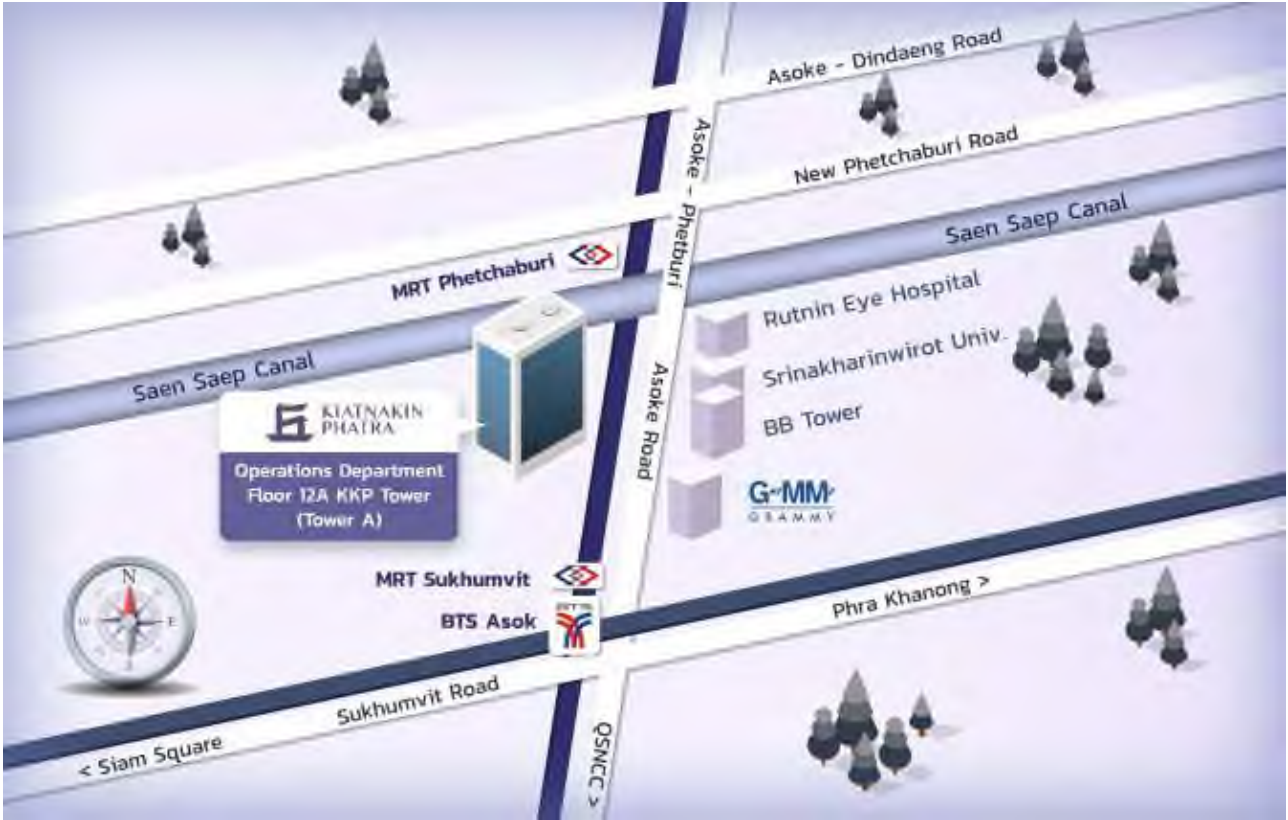 Asoke - Dindaeng Road
Asoke - Phetburi
New Phetchaburi Road
Saen Saep Canal
MRT Phetchaburi
Rutnin Eye Hospital
Srinakharinwirot Univ.
Saen Saep Canal
Asoke Road
BB Tower
KIATNAKIN
PHATRA
Operations Department
Floor 12A KKP Tower
(Tower A)
GMM
GRAMMY
N
W
E
MRT Sukhumvit
BTS Asok
Phra Khanong >
Sukhumvit Road
< Siam Square
QSNCC >